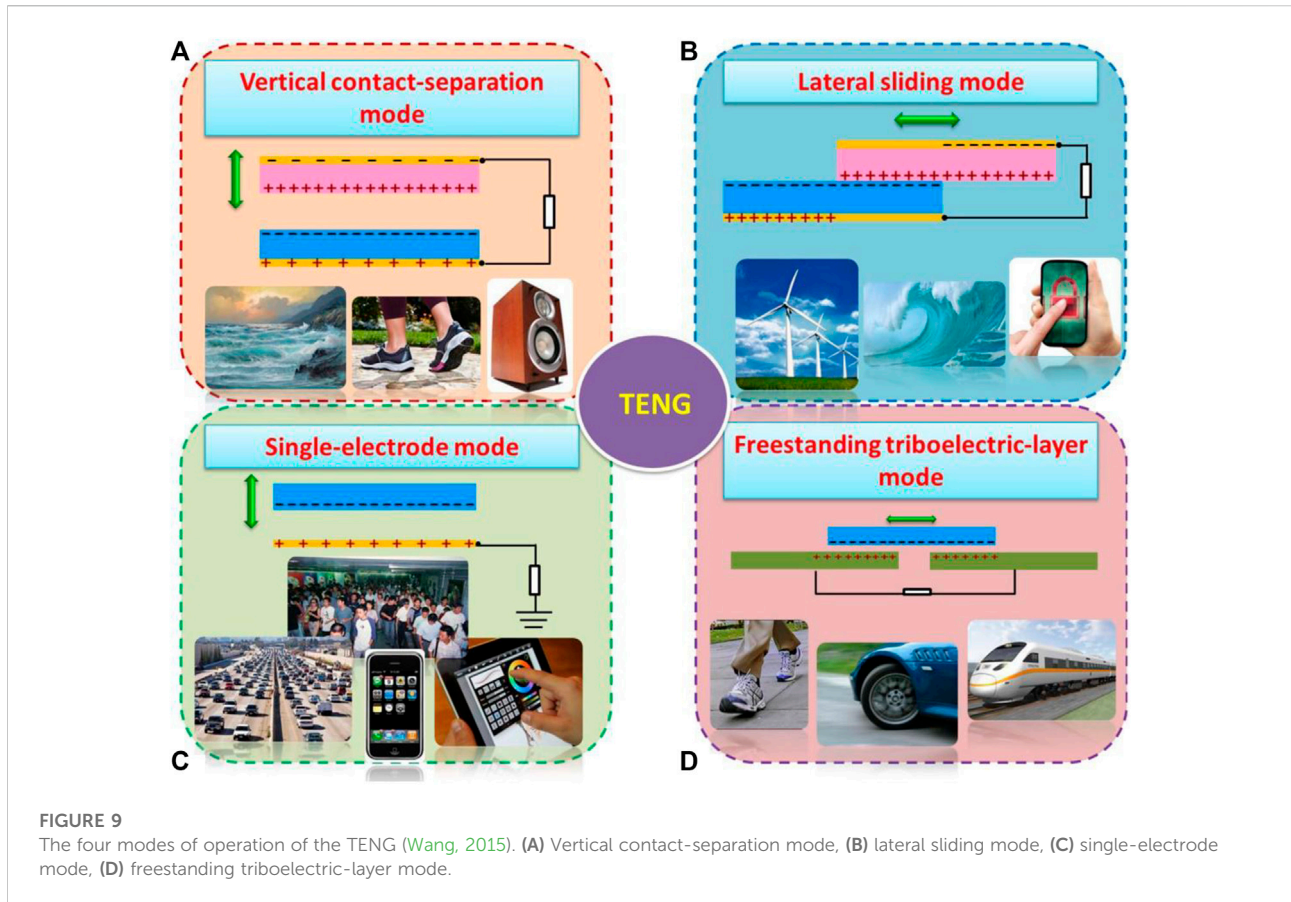 A
Vertical contact-separation
mode
B
Lateral sliding mode
TENG
Single-electrode mode
C
Freestanding triboelectric-layer
mode
D
FIGURE 9
The four modes of operation of the TENG (Wang, 2015). (A) Vertical contact-separation mode, (B) lateral sliding mode, (C) single-electrode
mode, (D) freestanding triboelectric-layer mode.